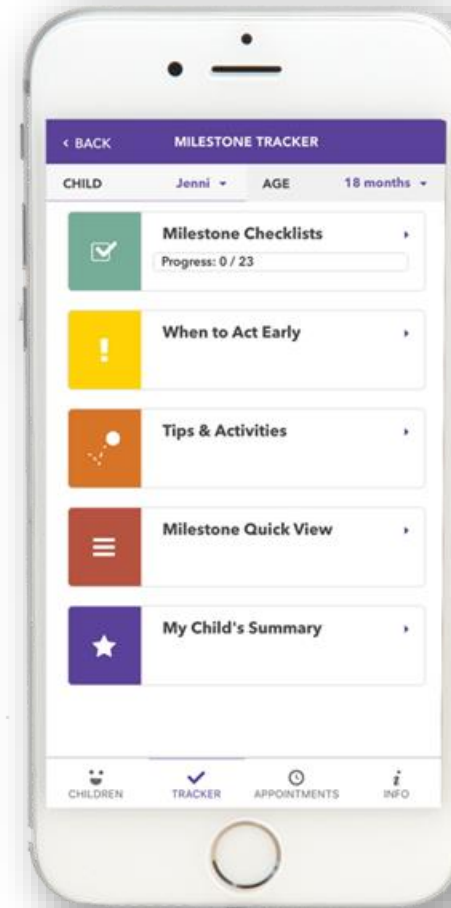 < BACK MILESTONE TRACKER
CHILD Jenni AGE 18 months
Milestone Checklists
Progress: 0 / 23
When to Act Early
Tips & Activities
Milestone Quick View
My Child's Summary
CHILDREN TRACKER APPOINTMENTS INFO